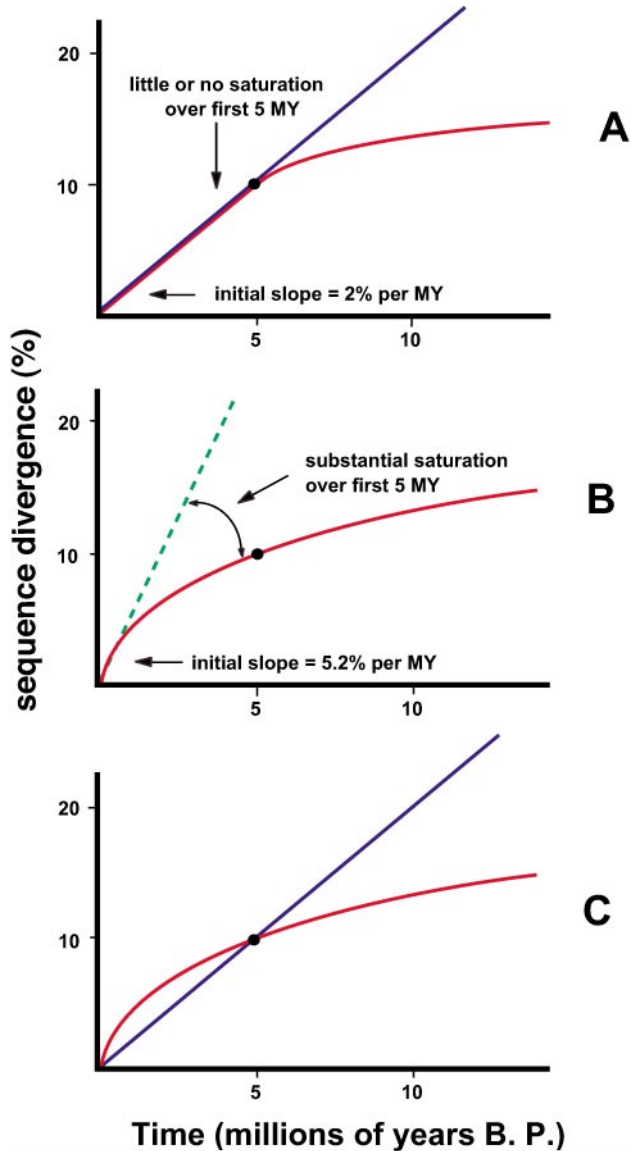 20
little or no saturation
over first 5 MY
A
10
initial slope = 2% per MY
5
10
sequence divergence (%)
20
substantial saturation
over first 5 MY
B
10
initial slope = 5.2% per MY
5
10
20
C
10
5
10
Time (millions of years B. P.)